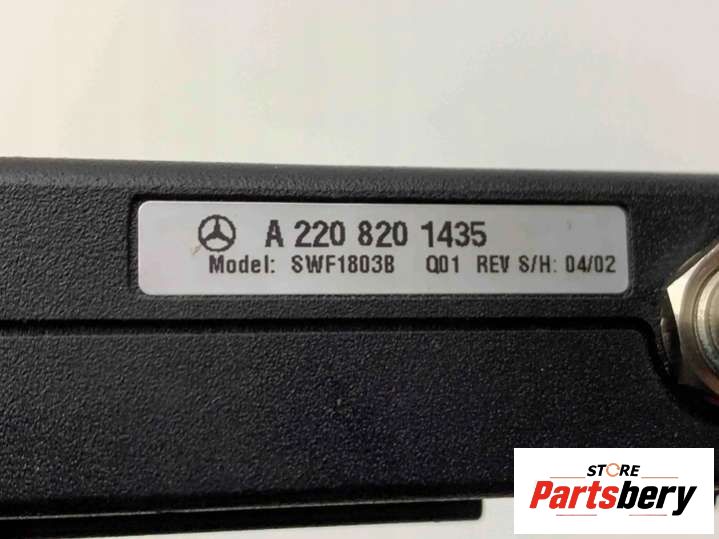 A 220 820 1435
Model: SWF1803B Q01 REV S/H: 04/02
STORE
Partsbery